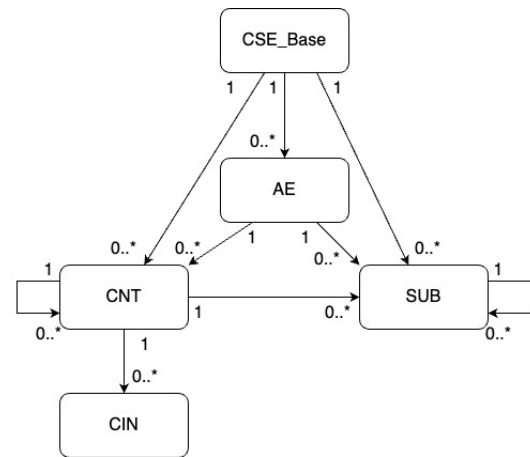 CSE_Base
1 1 1
0..*
AE
1 1
0..* 0..* 0..* 0..*
1 CNT 1
SUB 1
0..* 0..* 0..*
1
0..*
CIN